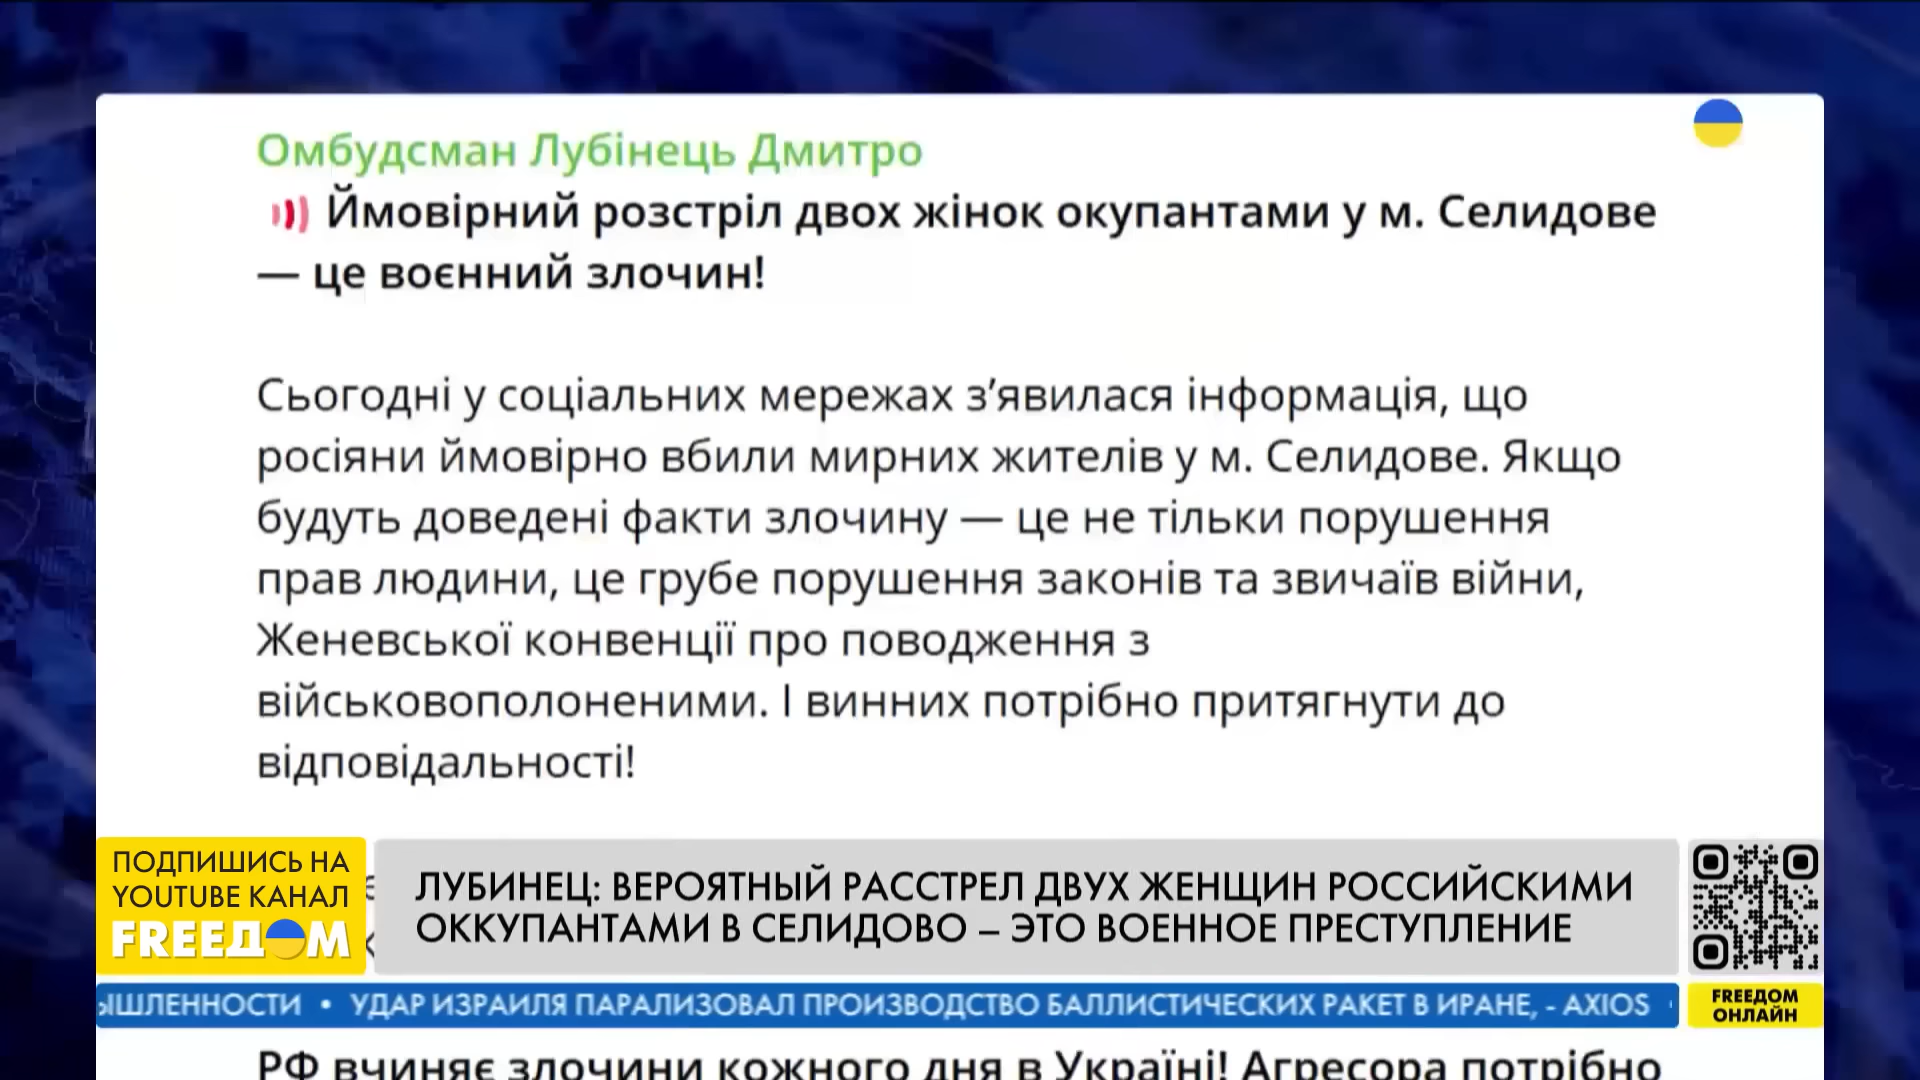 Омбудсман Лубінець Дмитро
Ймовірний розстріл двох жінок окупантами у м. Селидове
— це воєнний злочин!
Сьогодні у соціальних мережах з’явилася інформація, що
росіяни ймовірно вбили мирних жителів у м. Селидове. Якщо
будуть доведені факти злочину — це не тільки порушення
прав людини, це грубе порушення законів та звичаїв війни,
Женевської конвенції про поводження з
військовополоненими. І винних потрібно притягнути до
відповідальності!
ПОДПИШИСЬ НА
YOUTUBE КАНАЛ
FREEДOM
ЛУБИНЕЦ: ВЕРОЯТНЫЙ РАССТРЕЛ ДВУХ ЖЕНЩИН РОССИЙСКИМИ
ОККУПАНТАМИ В СЕЛИДОВО – ЭТО ВОЕННОЕ ПРЕСТУПЛЕНИЕ
ЫШЛЕННОСТИ • УДАР ИЗРАИЛЯ ПАРАЛИЗОВАЛ ПРОИЗВОДСТВО БАЛЛИСТИЧЕСКИХ РАКЕТ В ИРАНЕ, - AXIOS
FREEДOM
ОНЛАЙН
РФ вчиняє злочини кожного дня в Україні! Агресора потрібно